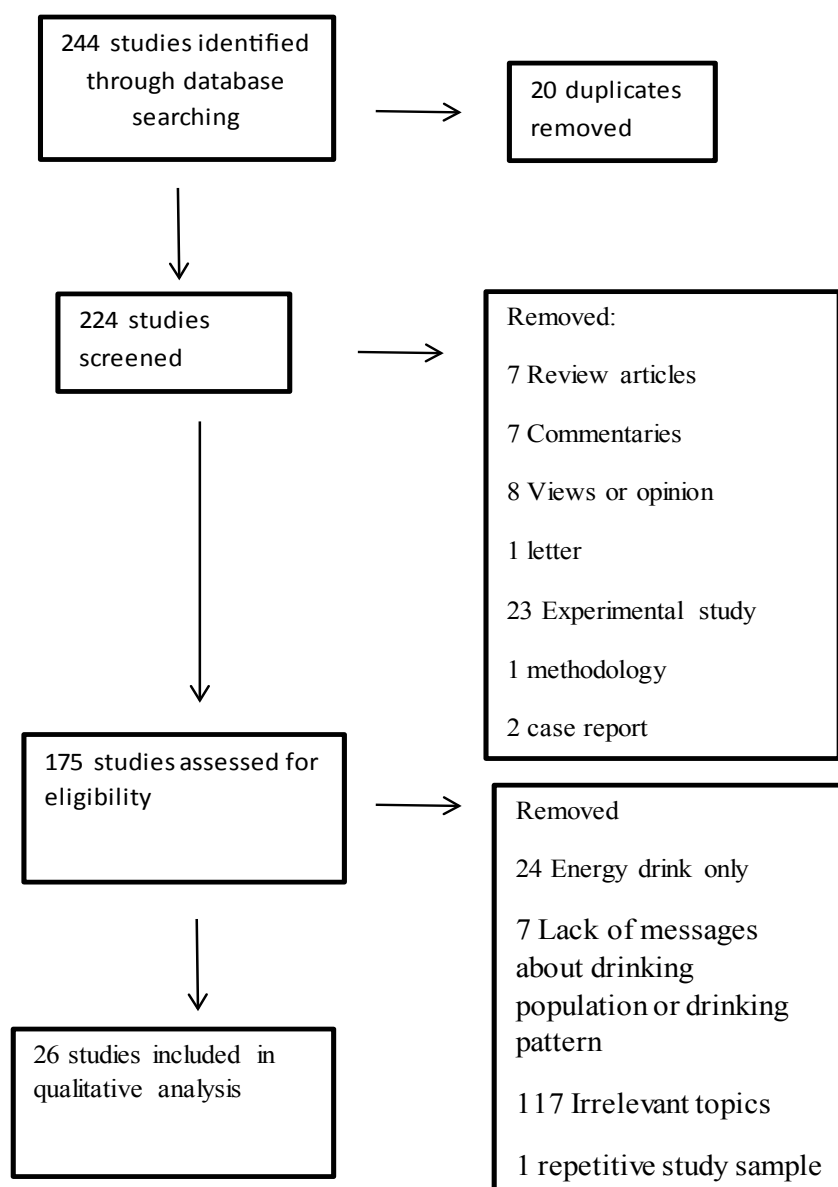 244 studies identified
through database
searching
20 duplicates
removed
224 studies
screened
Removed:
7 Review articles
7 Commentaries
8 Views or opinion
1 letter
23 Experimental study
1 methodology
2 case report
175 studies assessed for
eligibility
Removed
24 Energy drink only
7 Lack of messages
about drinking
population or drinking
pattern
117 Irrelevant topics
1 repetitive study sample
26 studies included in
qualitative analysis